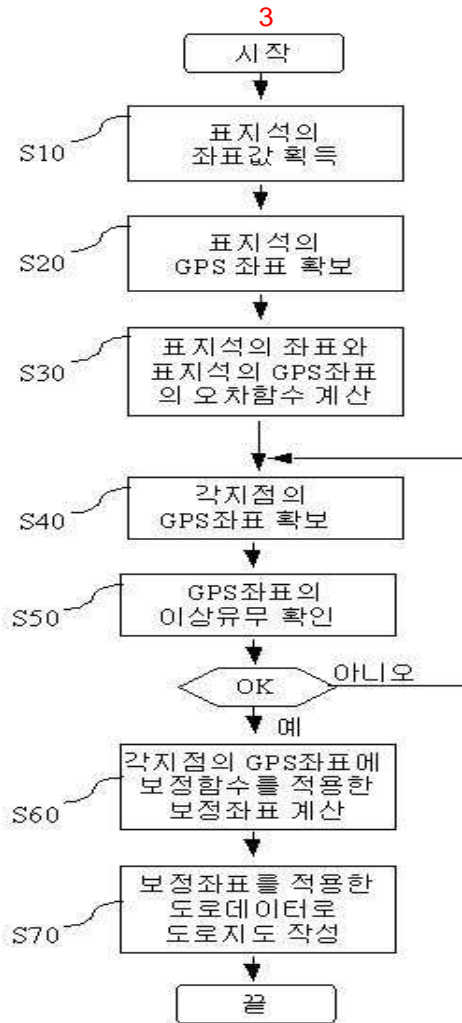 3
시작
S10
표지석의
좌표값 획득
S20
표지석의
GPS 좌표 확보
S30
표지석의 좌표와
표지석의 GPS좌표
의 오차함수 계산
S40
각지점의
GPS좌표 확보
S50
GPS좌표의
이상유무 확인
OK
아니오
예
S60
각지점의 GPS좌표에
보정함수를 적용한
보정좌표 계산
S70
보정좌표를 적용한
도로데이터로
도로지도 작성
끝